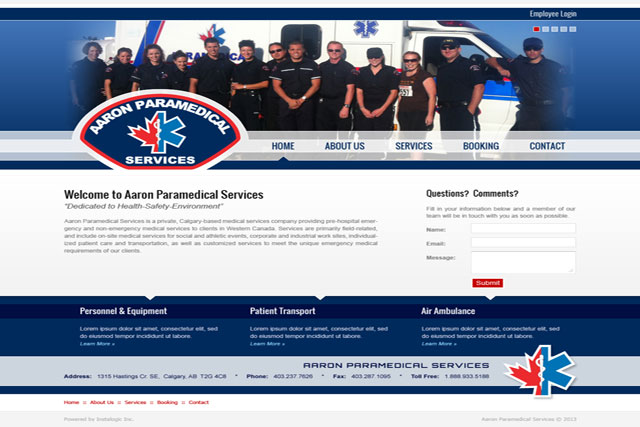 Employee Login
AARON PARAMEDICAL
SERVICES
HOME ABOUT US SERVICES BOOKING CONTACT
Welcome to Aaron Paramedical Services
"Dedicated to Health-Safety-Environment"
Aaron Paramedical Services is a private, Calgary-based medical services company providing pre-hospital emer-
gency and non-emergency medical services to clients in Western Canada. Services are primarily field-related,
and include on-site medical services for social and athletic events, corporate and industrial work sites, individual-
ized patient care and transportation, as well as customized services to meet the unique emergency medical
requirements of our clients.
Questions? Comments?
Fill in your information below and a member of our
team will be in touch with you as soon as possible.
Name:
Email:
Message:
Submit
Personnel & Equipment
Lorem ipsum dolor sit amet, consectetur elit, sed
do eiusmod tempor incididunt ut labore.
Learn More »
Patient Transport
Lorem ipsum dolor sit amet, consectetur elit, sed
do eiusmod tempor incididunt ut labore.
Learn More »
Air Ambulance
Lorem ipsum dolor sit amet, consectetur elit, sed
do eiusmod tempor incididunt ut labore.
Learn More »
AARON PARAMEDICAL SERVICES
Address: 1315 Hastings Cr. SE, Calgary, AB T2G 4C8 * Phone: 403.237.7626 * Fax: 403.287.1095 * Toll Free: 1.888.933.5188
Home :: About Us :: Services :: Booking :: Contact
Powered by Instalogic Inc.
Aaron Paramedical Services © 2013